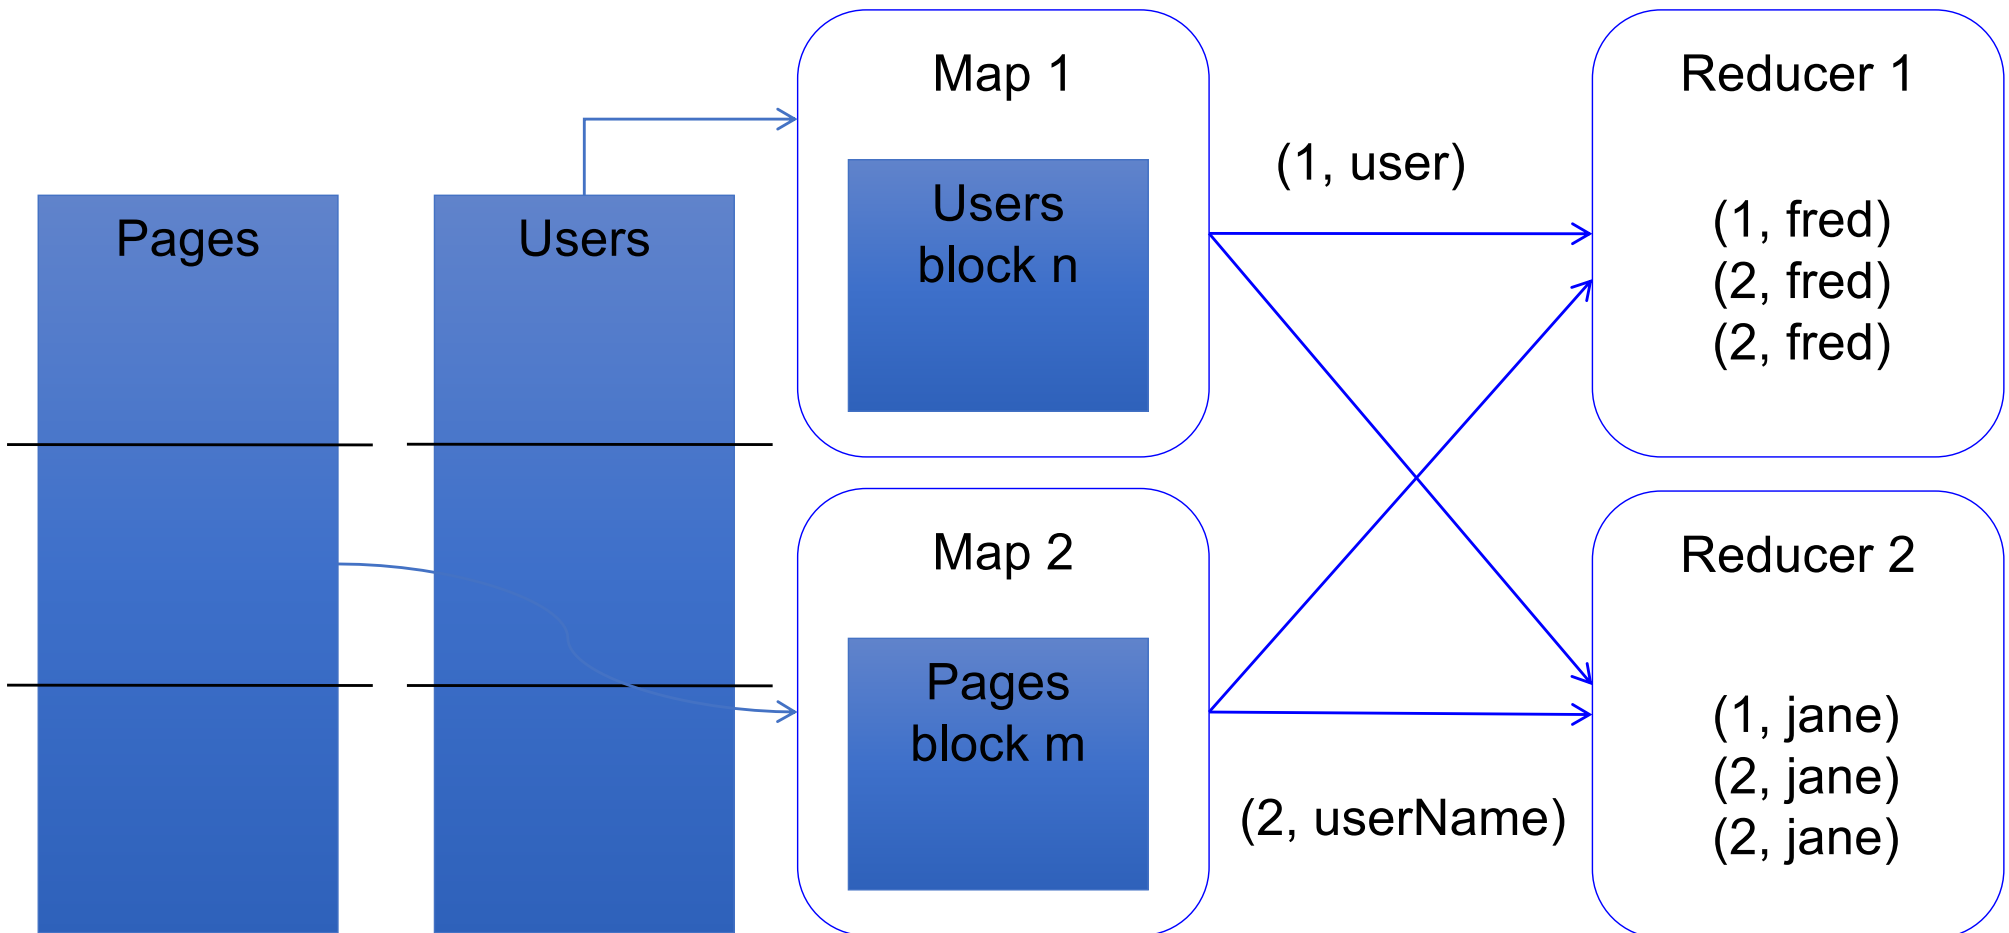 Pages
Users
Map 1
Users
block n
Map 2
Pages
block m
(1, user)
(2, userName)
Reducer 1
(1, fred)
(2, fred)
(2, fred)
Reducer 2
(1, jane)
(2, jane)
(2, jane)